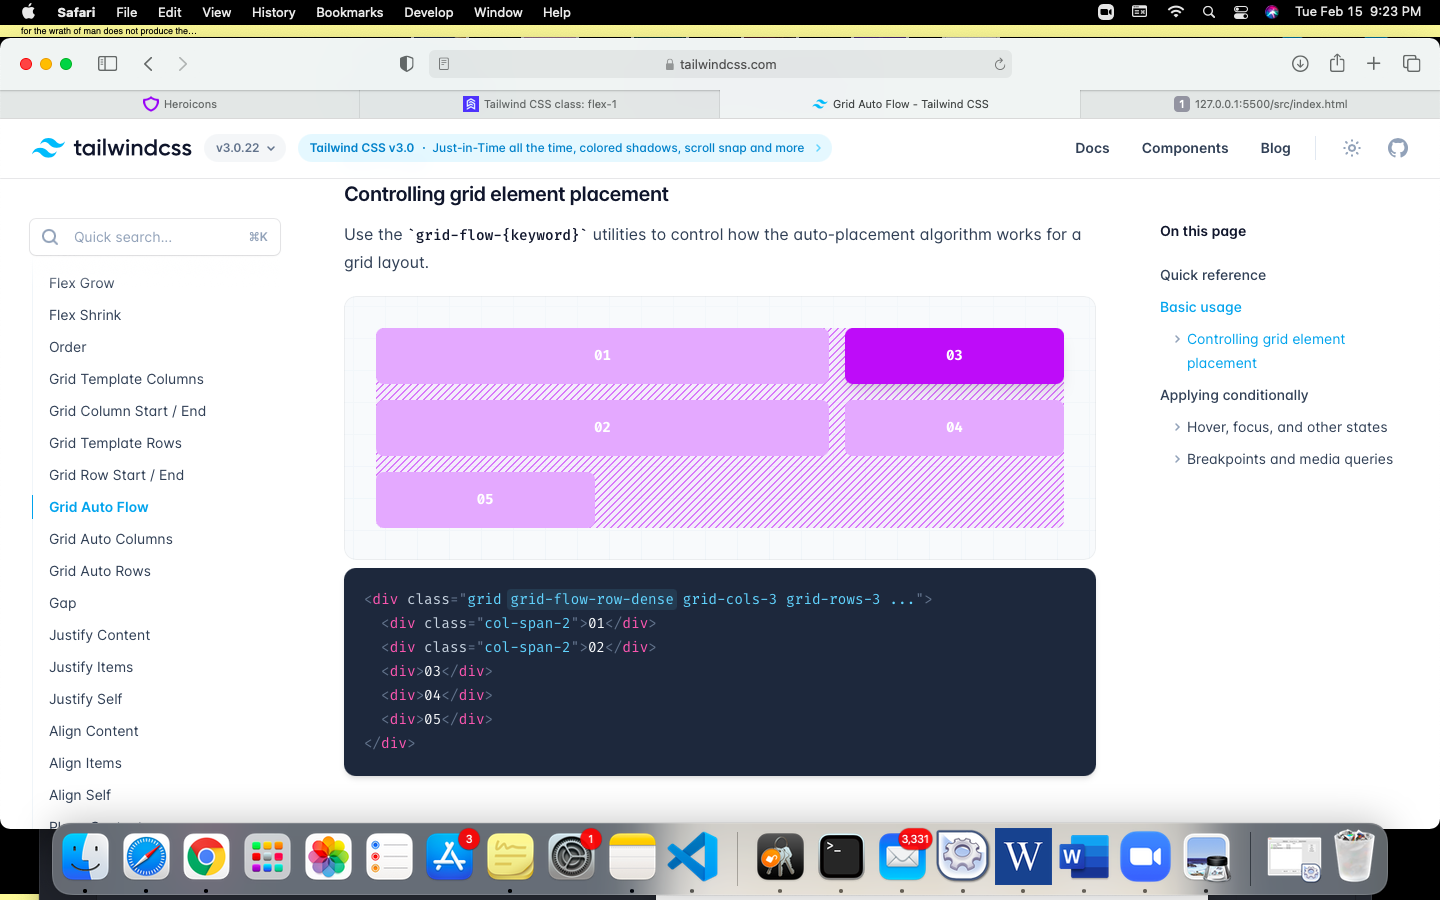 Safari File Edit View History Bookmarks Develop Window Help Tue Feb 15 9:23 PM
for the wrath of man does not produce the...
tailwindcss.com
Heroicons
Tailwind CSS class: flex-1
Grid Auto Flow - Tailwind CSS
1 127.0.0.1:5500/src/index.html
tailwindcss v3.0.22
Tailwind CSS v3.0 · Just-in-Time all the time, colored shadows, scroll snap and more
Docs Components Blog
Quick search... ⌘K
Flex Grow
Flex Shrink
Order
Grid Template Columns
Grid Column Start / End
Grid Template Rows
Grid Row Start / End
Grid Auto Flow
Grid Auto Columns
Grid Auto Rows
Gap
Justify Content
Justify Items
Justify Self
Align Content
Align Items
Align Self
Controlling grid element placement
Use the `grid-flow-{keyword}` utilities to control how the auto-placement algorithm works for a
grid layout.
01 03
02 04
05
<div class="grid grid-flow-row-dense grid-cols-3 grid-rows-3 ...">
<div class="col-span-2">01</div>
<div class="col-span-2">02</div>
<div>03</div>
<div>04</div>
<div>05</div>
</div>
On this page
Quick reference
Basic usage
Controlling grid element
placement
Applying conditionally
Hover, focus, and other states
Breakpoints and media queries
3 1 >_ 3,331 W W